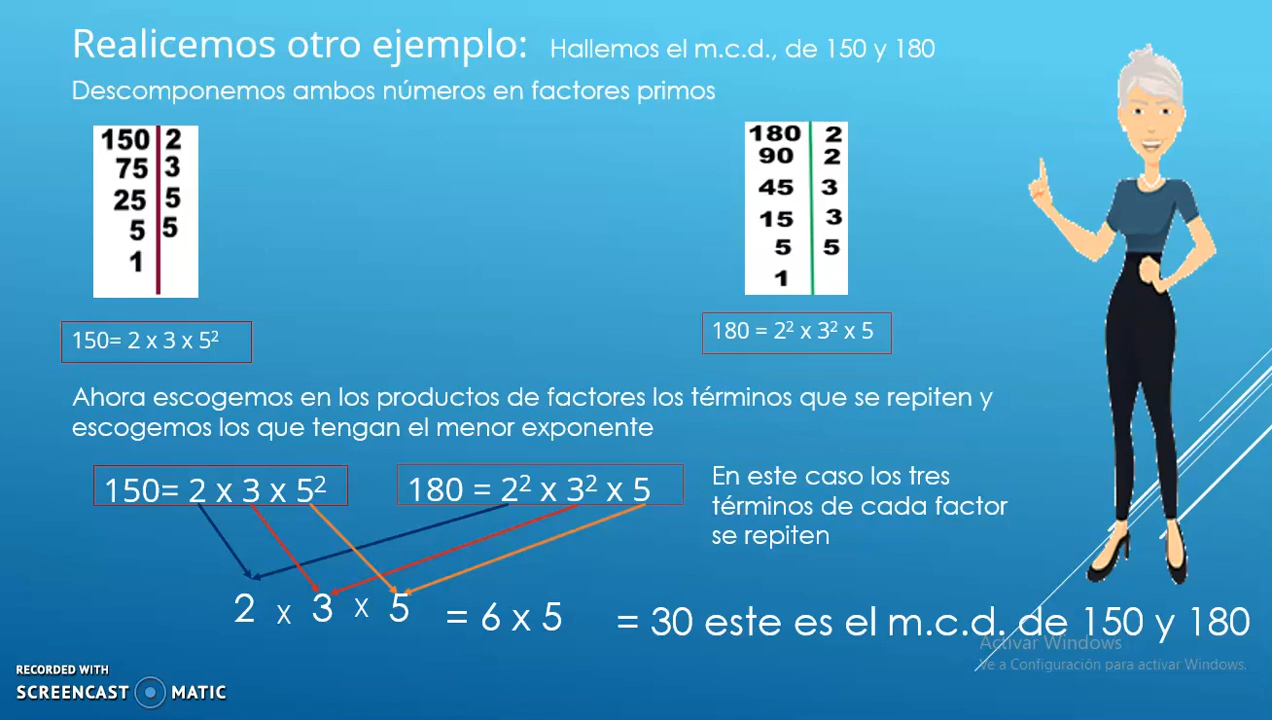 Realicemos otro ejemplo: Hallemos el m.c.d., de 150 y 180
Descomponemos ambos números en factores primos
150 2
75 3
25 5
5 5
1
180 2
90 2
45 3
15 3
5 5
1
150= 2 x 3 x 5²
180 = 2² x 3² x 5
Ahora escogemos en los productos de factores los términos que se repiten y
escogemos los que tengan el menor exponente
150= 2 x 3 x 5²
180 = 2² x 3² x 5
En este caso los tres
términos de cada factor
se repiten
2 x 3 x 5 = 6 x 5 = 30 este es el m.c.d. de 150 y 180
Activar Windows
Ve a Configuración para activar Windows.
RECORDED WITH
SCREENCAST MATIC